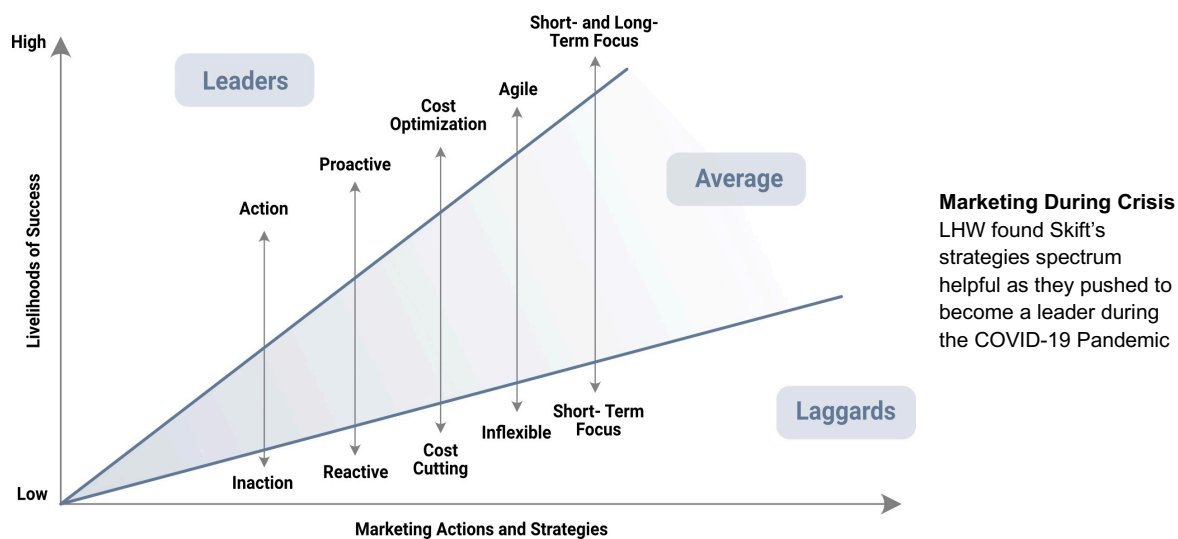 Short- and Long-
Term Focus
High
Leaders
Agile
Cost
Optimization
Proactive
Average
Action
Livelihoods of Success
Marketing During Crisis
LHW found Skift's
strategies spectrum
helpful as they pushed to
become a leader during
the COVID-19 Pandemic
Laggards
Short- Term
Focus
Inflexible
Cost
Cutting
Reactive
Inaction
Low
Marketing Actions and Strategies